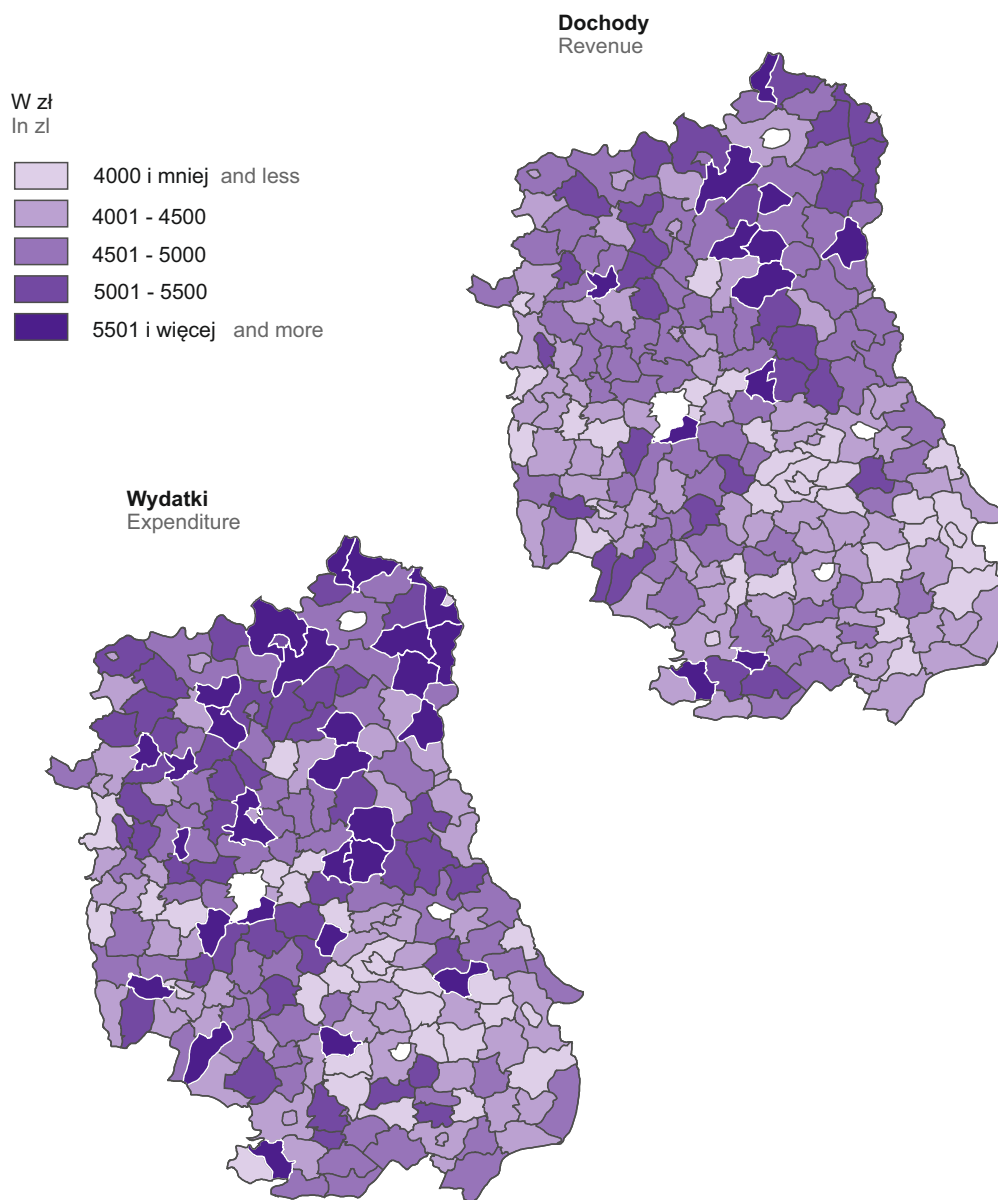 Dochody
Revenue
W zł
In zl
4000 i mniej and less
4001 - 4500
4501 - 5000
5001 - 5500
5501 i więcej and more
Wydatki
Expenditure